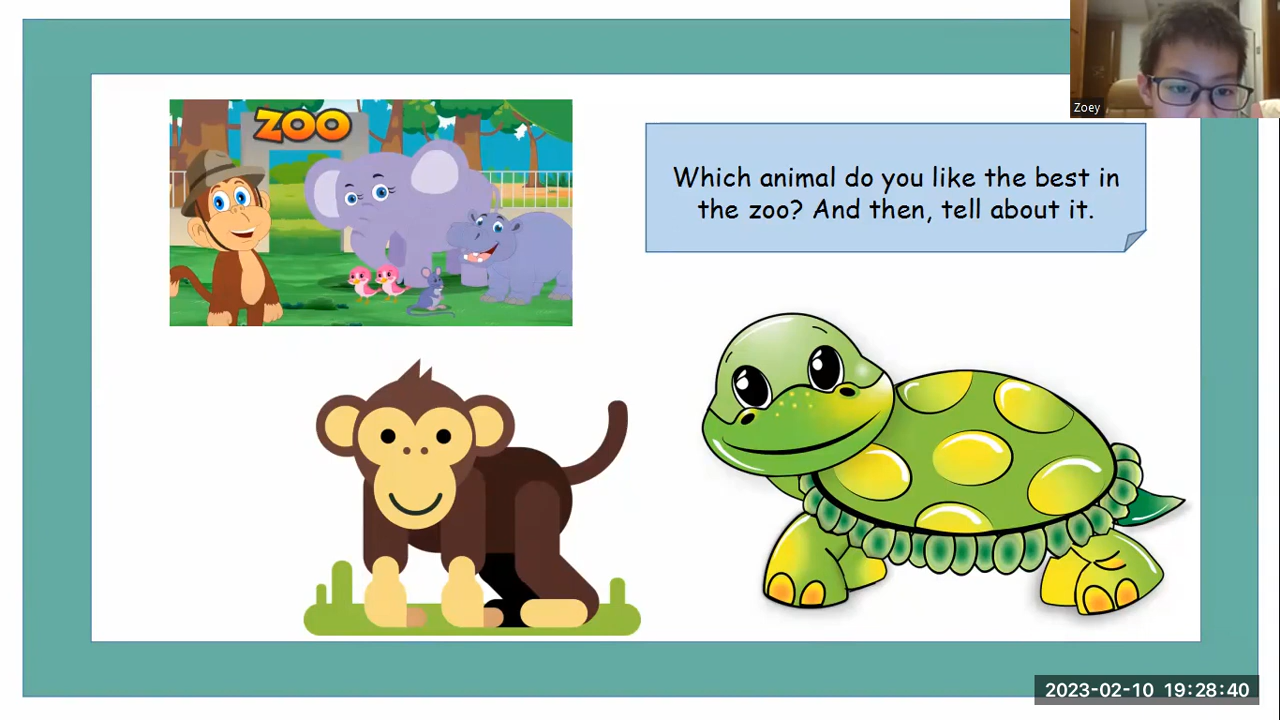 ZOO
Zoey
Which animal do you like the best in
the zoo? And then, tell about it.
2023-02-10 19:28:40